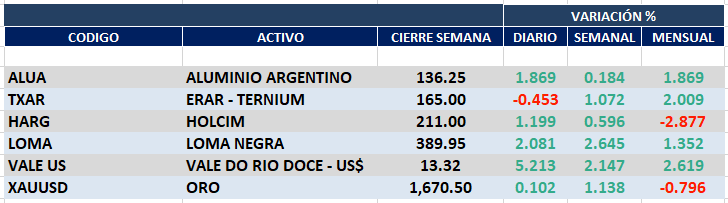 VARIACIÓN %
CODIGO ACTIVO CIERRE SEMANA DIARIO SEMANAL MENSUAL
ALUA ALUMINIO ARGENTINO 136.25 1.869 0.184 1.869
TXAR ERAR - TERNIUM 165.00 -0.453 1.072 2.009
HARG HOLCIM 211.00 1.199 0.596 -2.877
LOMA LOMA NEGRA 389.95 2.081 2.645 1.352
VALE US VALE DO RIO DOCE - US$ 13.32 5.213 2.147 2.619
XAUUSD ORO 1,670.50 0.102 1.138 -0.796